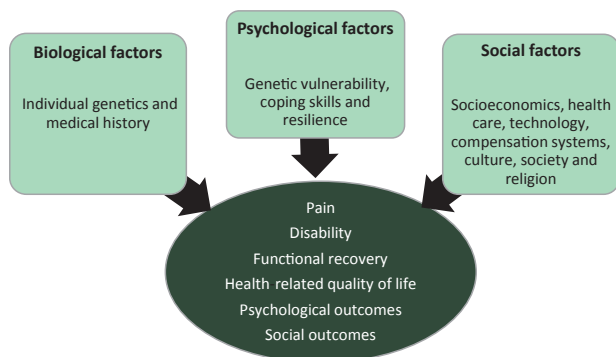 Biological factors
Individual genetics and
medical history
Psychological factors
Genetic vulnerability,
coping skills and
resilience
Social factors
Socioeconomics, health
care, technology,
compensation systems,
culture, society and
religion
Pain
Disability
Functional recovery
Health related quality of life
Psychological outcomes
Social outcomes